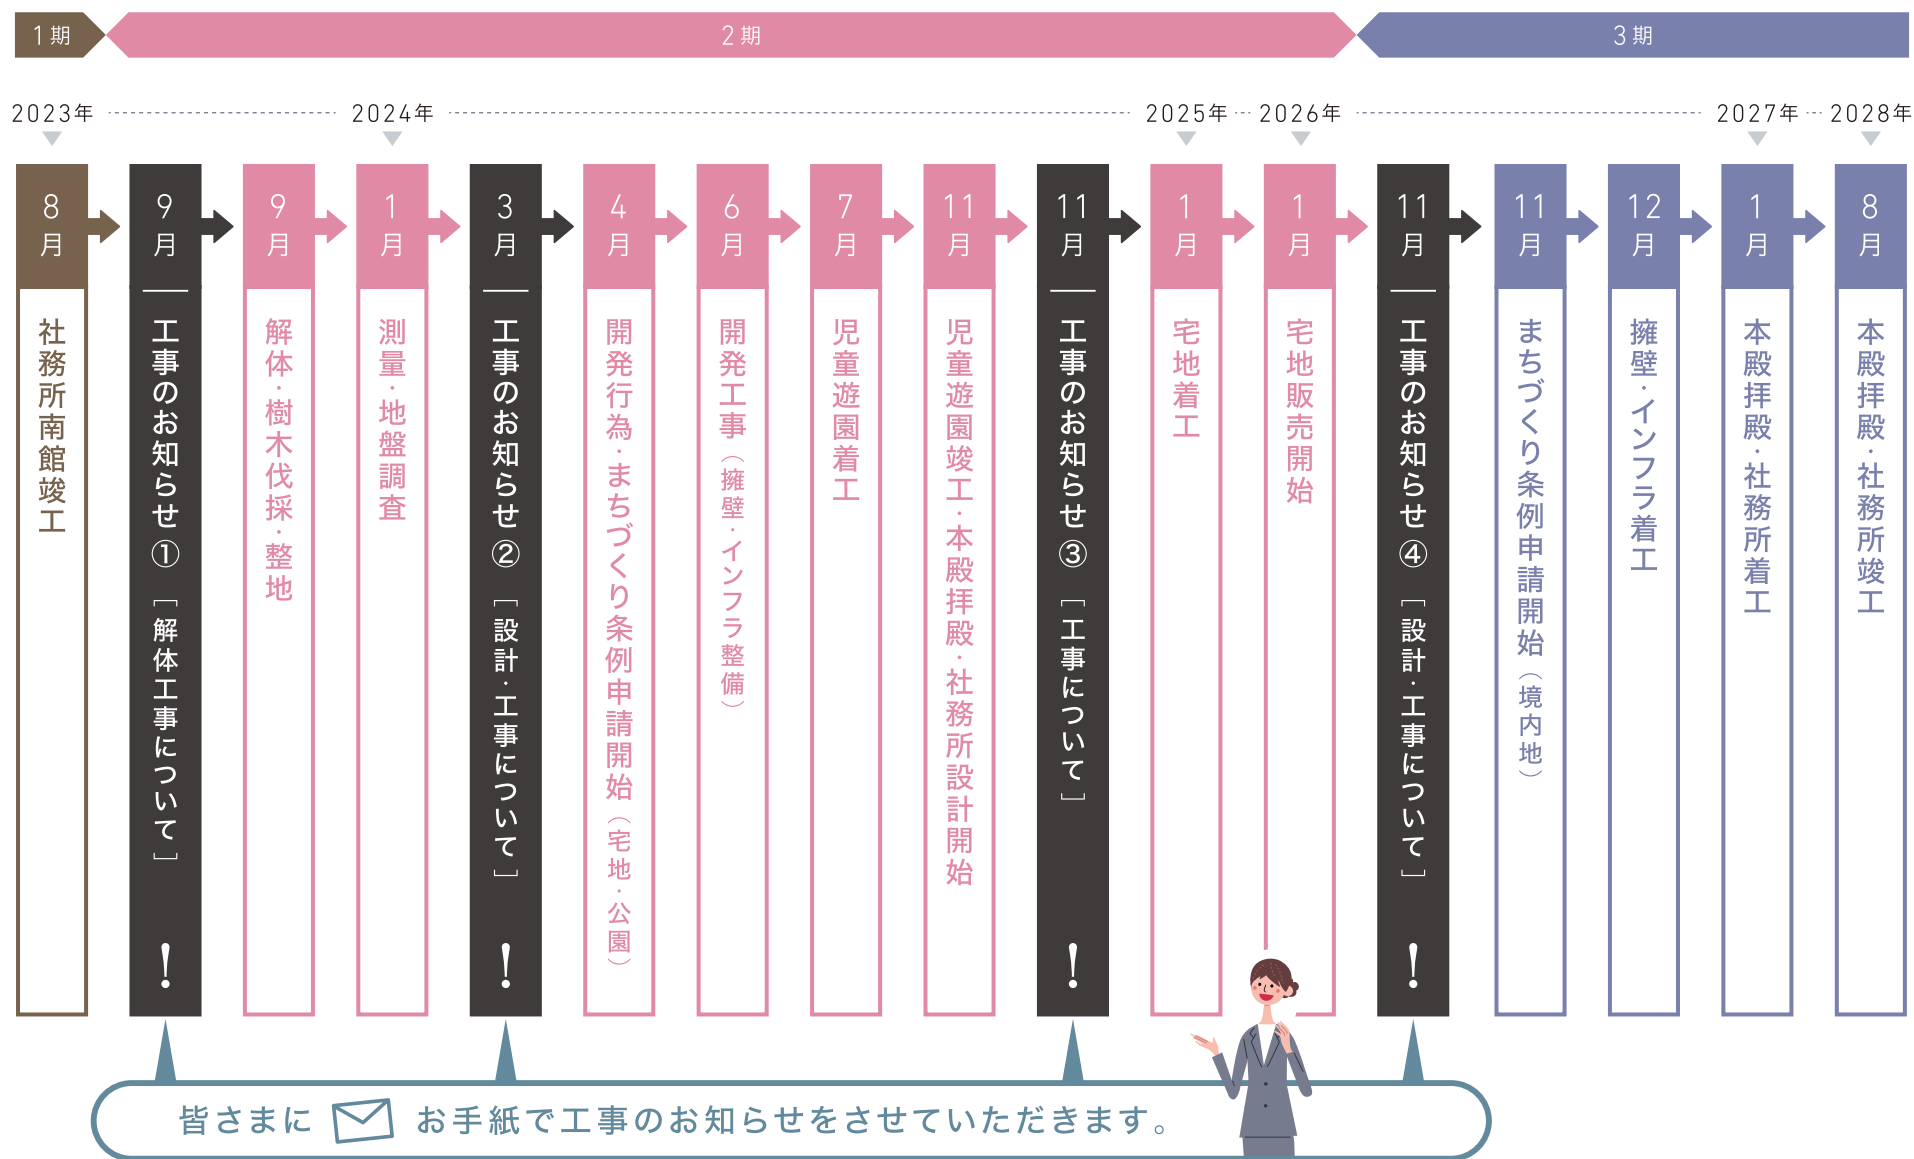 1期
2期
3期
2023年
2024年
2025年
2026年
2027年
2028年
8月
社務所南館竣工
9月
工事のお知らせ①［解体工事について］
！
9月
解体・樹木伐採・整地
1月
測量・地盤調査
3月
工事のお知らせ②［設計・工事について］
！
4月
開発行為・まちづくり条例申請開始（宅地・公園）
6月
開発工事（擁壁・インフラ整備）
7月
児童遊園着工
11月
児童遊園竣工・本殿拝殿・社務所設計開始
11月
工事のお知らせ③［工事について］
！
1月
宅地着工
1月
宅地販売開始
11月
工事のお知らせ④［設計・工事について］
！
11月
まちづくり条例申請開始（境内地）
12月
擁壁・インフラ着工
1月
本殿拝殿・社務所着工
8月
本殿拝殿・社務所竣工
皆さまに お手紙で工事のお知らせをさせていただきます。